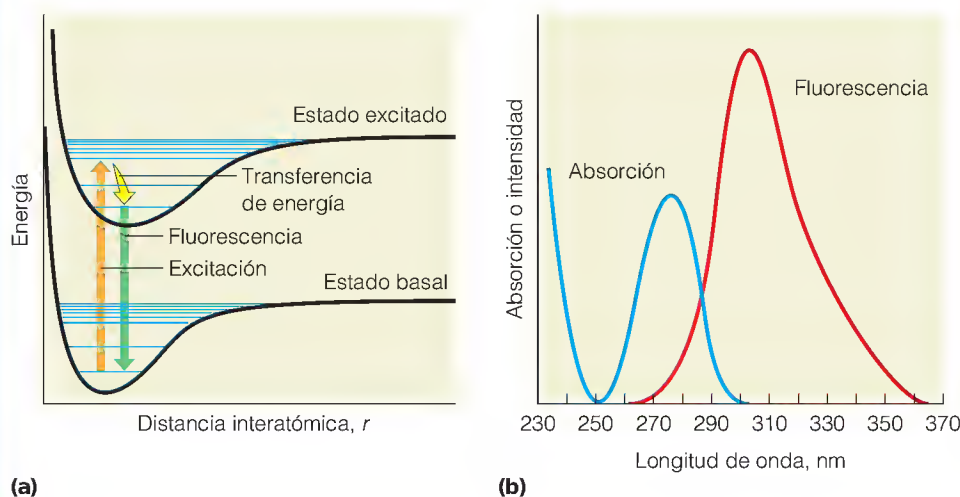 (a)
Energía
Estado excitado
Transferencia
de energía
Fluorescencia
Excitación
Estado basal
Distancia interatómica, r
(b)
Absorción o intensidad
Fluorescencia
Absorción
230 250 270 290 310 330 350 370
Longitud de onda, nm